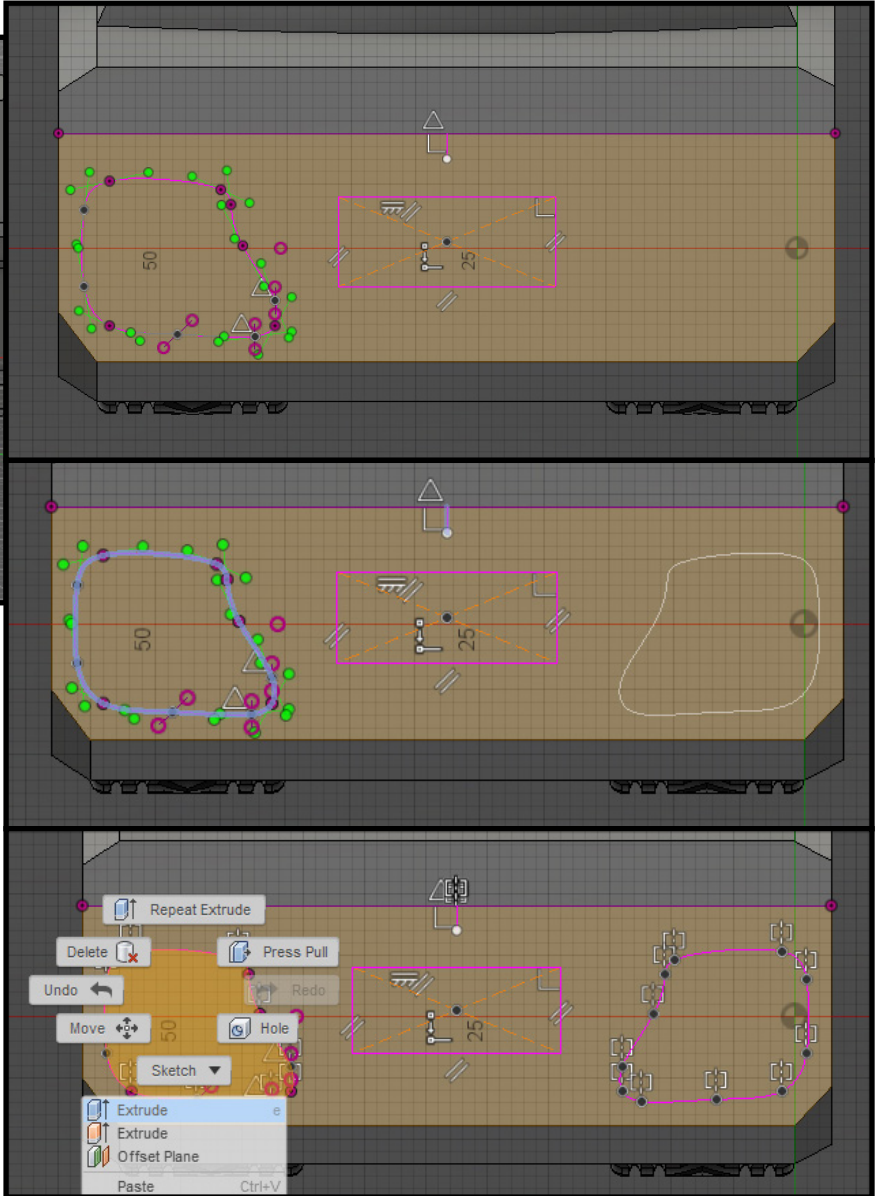 50
25
50
25
Repeat Extrude
Delete
Press Pull
Undo
Redo
Move
50
Hole
25
Sketch
Extrude e
Extrude
Offset Plane
Paste Ctrl+V